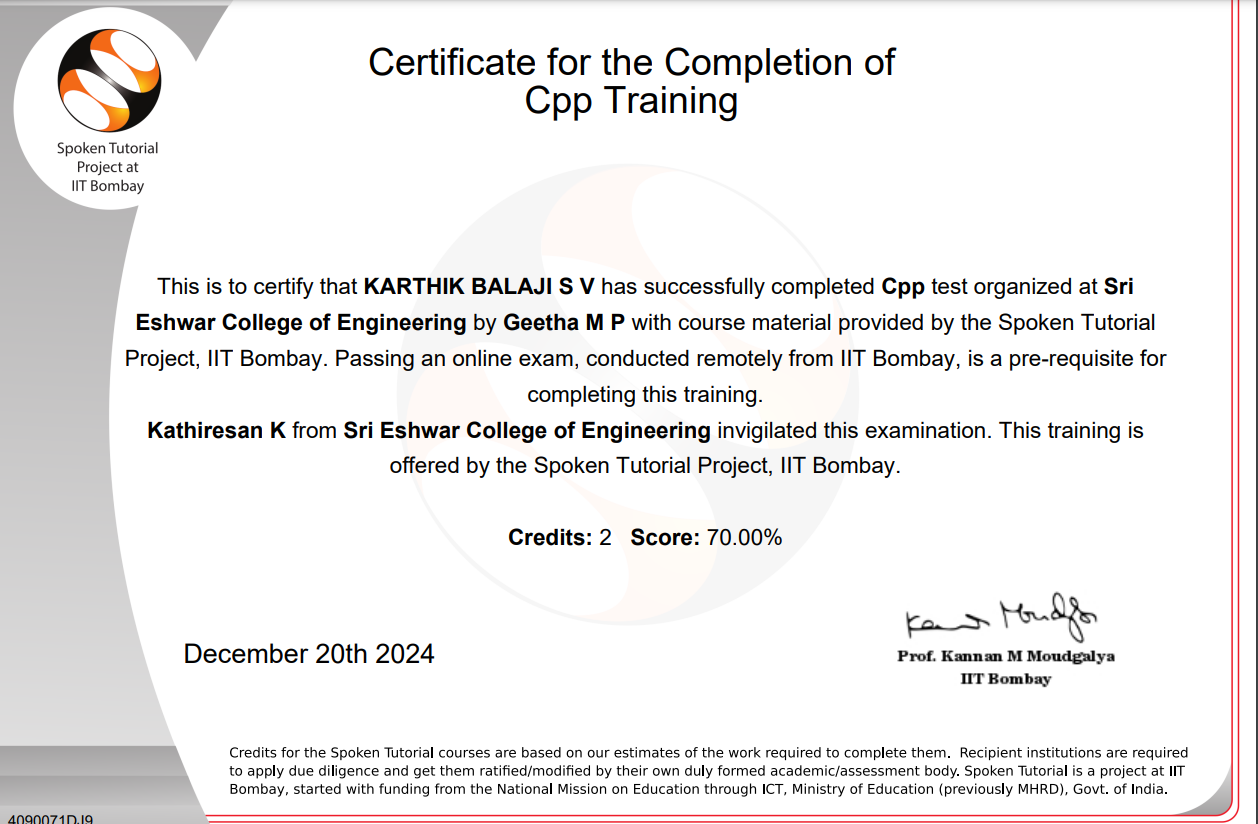 Spoken Tutorial
Project at
IIT Bombay
Certificate for the Completion of
Cpp Training
This is to certify that KARTHIK BALAJI S V has successfully completed Cpp test organized at Sri
Eshwar College of Engineering by Geetha M P with course material provided by the Spoken Tutorial
Project, IIT Bombay. Passing an online exam, conducted remotely from IIT Bombay, is a pre-requisite for
completing this training.
Kathiresan K from Sri Eshwar College of Engineering invigilated this examination. This training is
offered by the Spoken Tutorial Project, IIT Bombay.
Credits: 2 Score: 70.00%
December 20th 2024
Prof. Kannan M Moudgalya
IIT Bombay
Credits for the Spoken Tutorial courses are based on our estimates of the work required to complete them. Recipient institutions are required
to apply due diligence and get them ratified/modified by their own duly formed academic/assessment body. Spoken Tutorial is a project at IIT
Bombay, started with funding from the National Mission on Education through ICT, Ministry of Education (previously MHRD), Govt. of India.
4090071DJ9